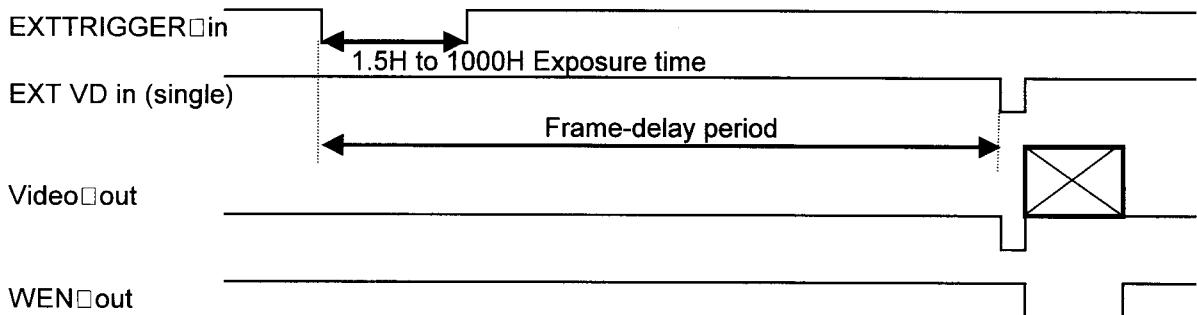 EXTTRIGGER□in
1.5H to 1000H Exposure time
EXT VD in (single)
Frame-delay period
Video□out
WEN□out